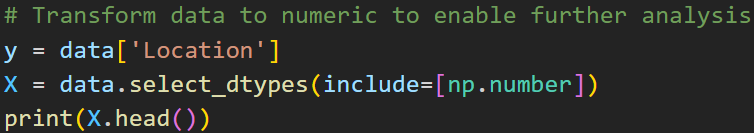 # Transform data to numeric to enable further analysis
y = data['Location']
X = data.select_dtypes(include=[np.number])
print(X.head())